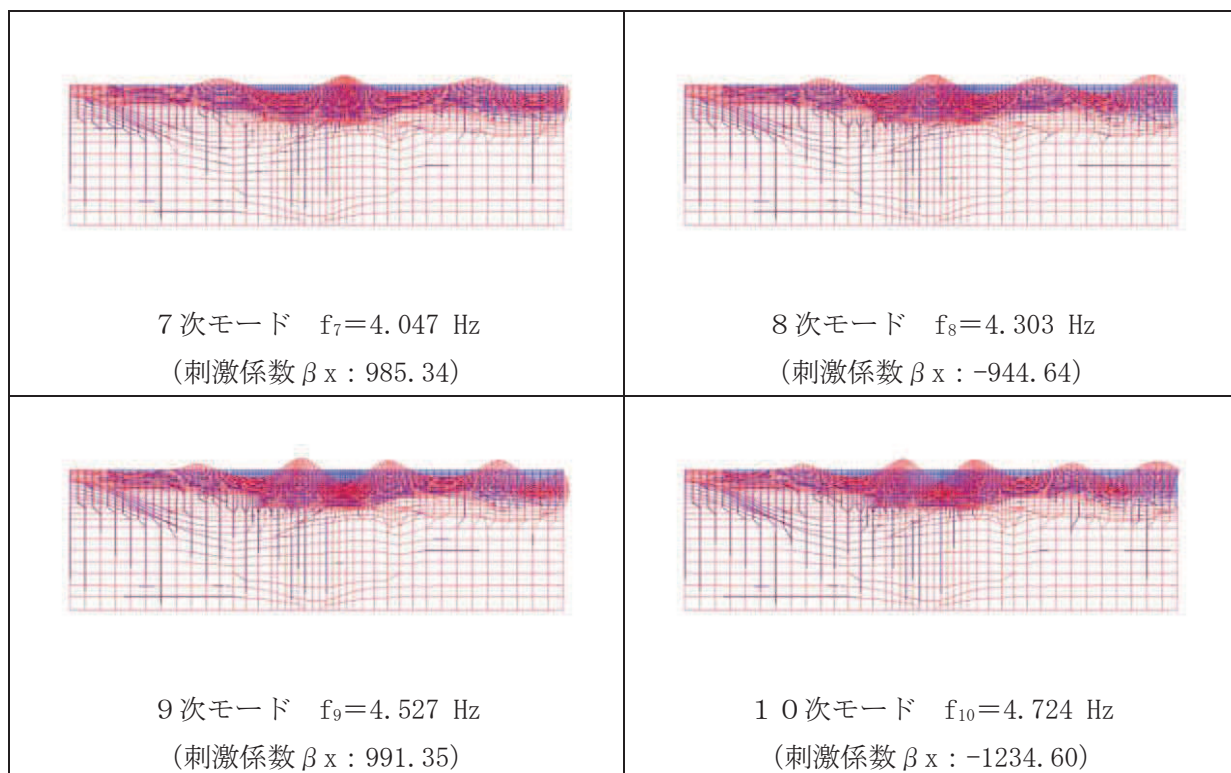 ７次モード　f₇＝4.047 Hz
(刺激係数βx：985.34)
８次モード　f₈＝4.303 Hz
(刺激係数βx：-944.64)
９次モード　f₉＝4.527 Hz
(刺激係数βx：991.35)
１０次モード　f₁₀＝4.724 Hz
(刺激係数βx：-1234.60)